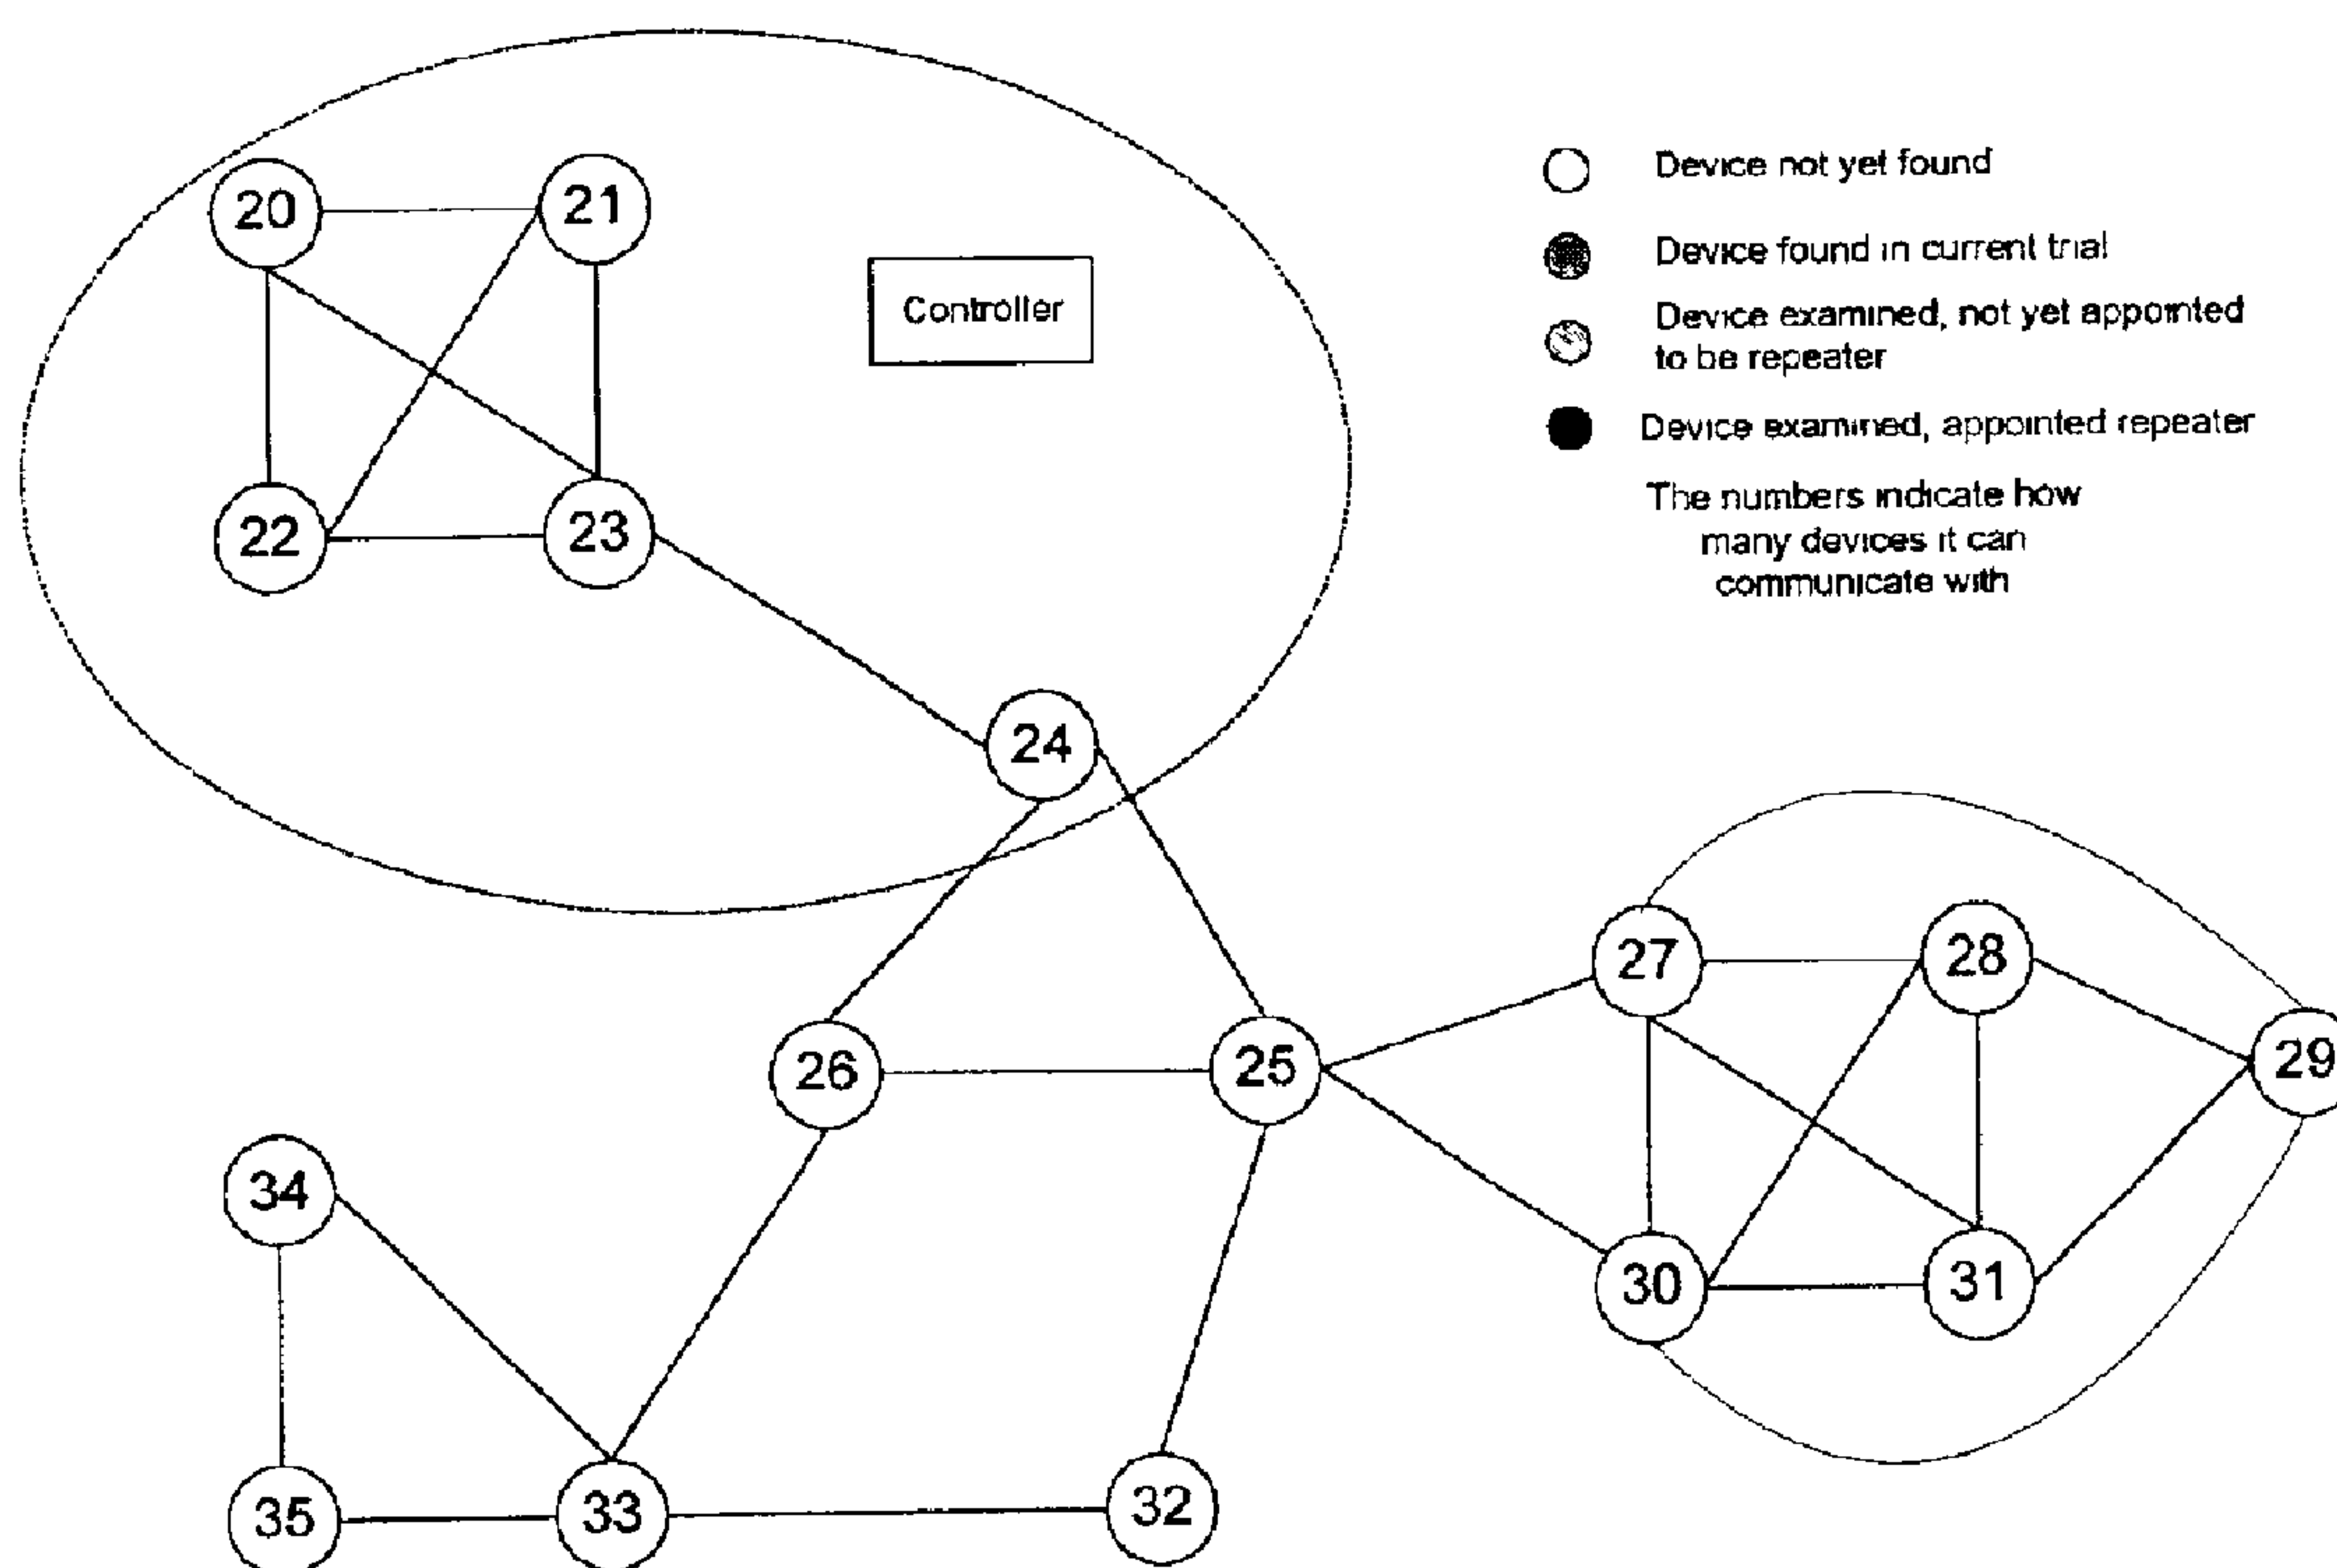 20
21
Controller
22
23
24
Device not yet found
Device found in current trial
Device examined, not yet appointed
to be repeater
Device examined, appointed repeater
The numbers indicate how
many devices it can
communicate with
27
28
29
26
25
30
31
34
35
33
32